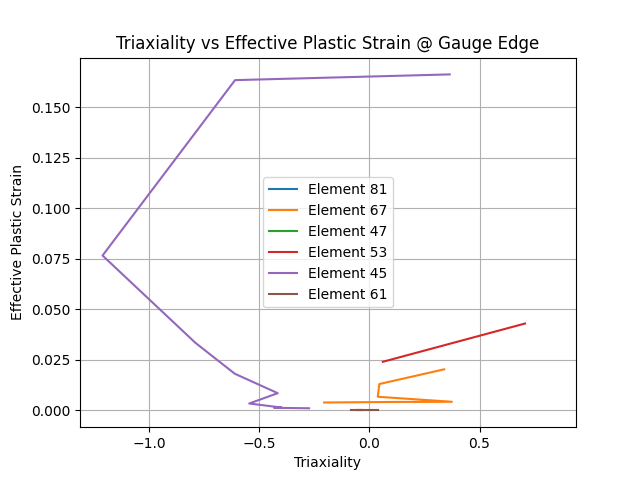 Triaxiality vs Effective Plastic Strain @ Gauge Edge
0.150
0.125
0.100
0.075
0.050
0.025
0.000
Effective Plastic Strain
Element 81
Element 67
Element 47
Element 53
Element 45
Element 61
−1.0 −0.5 0.0 0.5
Triaxiality